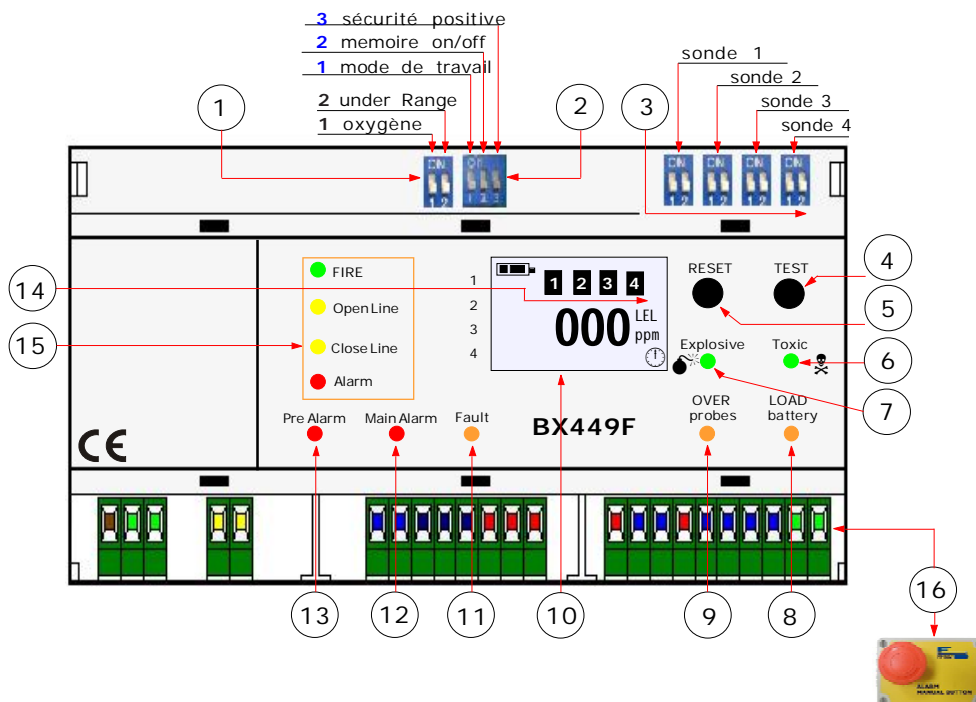 3 sécurité positive
2 memoire on/off
1 mode de travail
2 under Range
1 oxygène
sonde 1
sonde 2
sonde 3
sonde 4
1
2
3
ON
1 2
ON
1 2 3
ON
1 2
ON
1 2
ON
1 2
ON
1 2
FIRE
Open Line
Close Line
Alarm
1
2
3
4
1 2 3 4
000
LEL
ppm
RESET
TEST
4
5
14
15
Explosive
Toxic
6
7
OVER
probes
LOAD
battery
Pre Alarm
Main Alarm
Fault
BX449F
CE
13
12
11
10
9
8
16
ALARM
MANUAL BUTTON